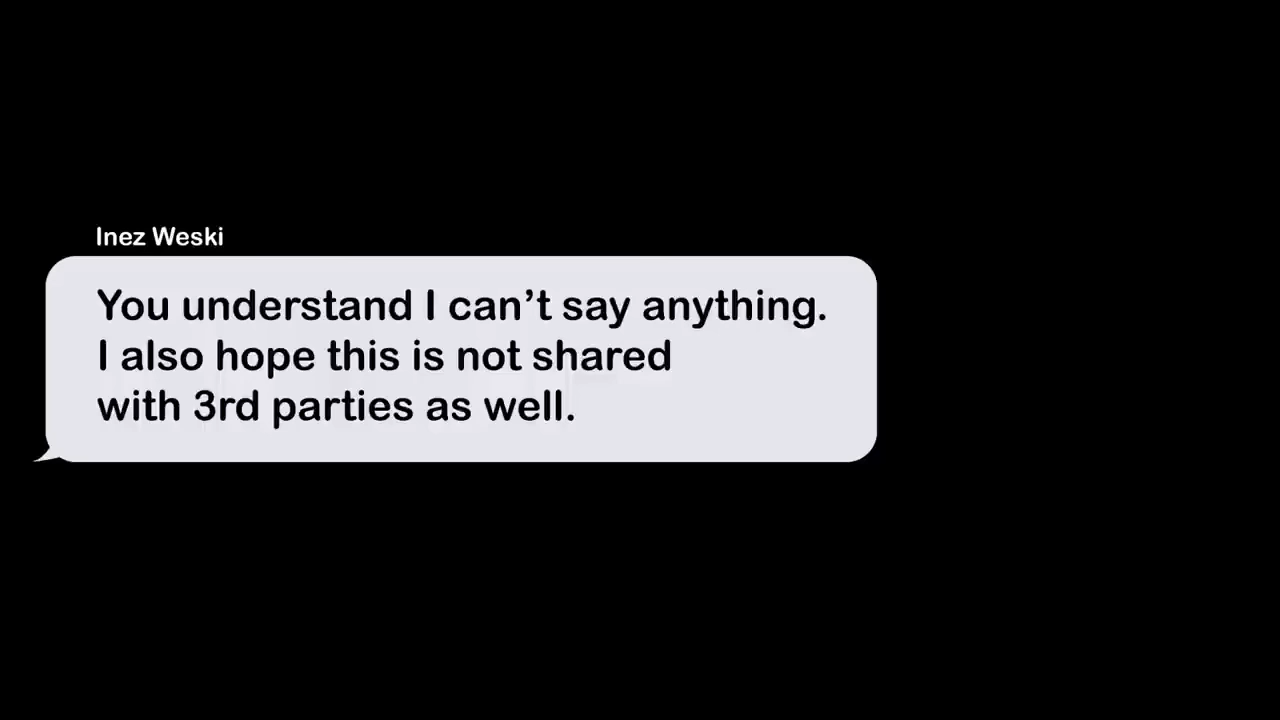 Inez Weski
You understand I can’t say anything.
I also hope this is not shared
with 3rd parties as well.